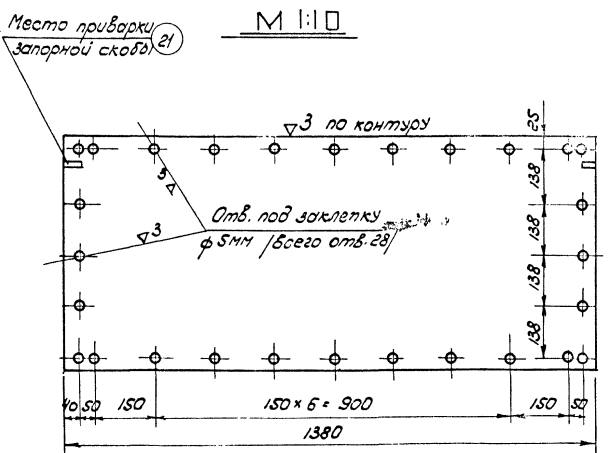 М 1:10
Место приварки
запорной скобы 21
▽3 по контуру
25
138
138
138
138
▽3
Отв. под заклепку
ф 5мм /всего отв. 28/
40 50 150 150 х 6 = 900 150 50
1380